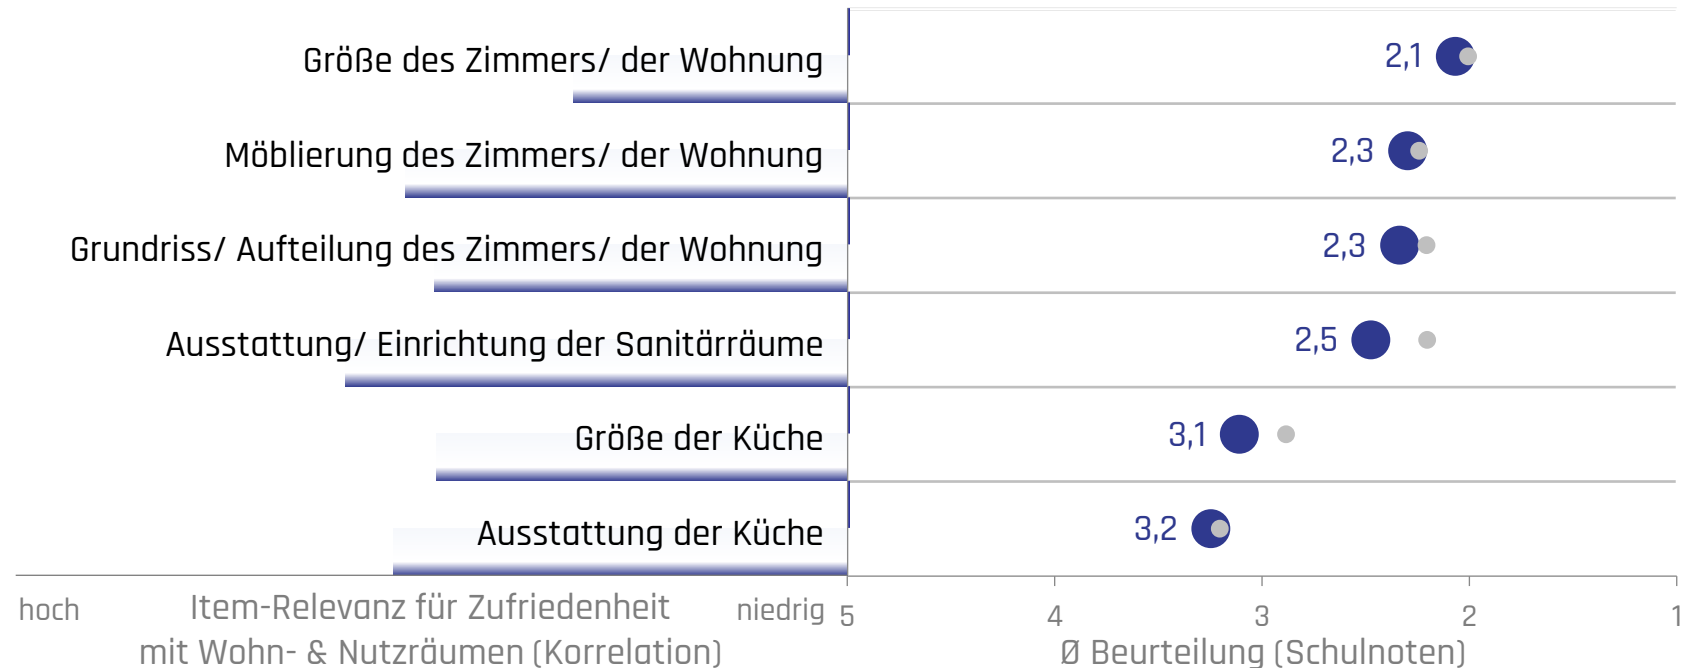 Größe des Zimmers/ der Wohnung 2,1
Möblierung des Zimmers/ der Wohnung 2,3
Grundriss/ Aufteilung des Zimmers/ der Wohnung 2,3
Ausstattung/ Einrichtung der Sanitärräume 2,5
Größe der Küche 3,1
Ausstattung der Küche 3,2
hoch Item-Relevanz für Zufriedenheit niedrig 5 4 3 2 1
mit Wohn- & Nutzräumen (Korrelation) Ø Beurteilung (Schulnoten)